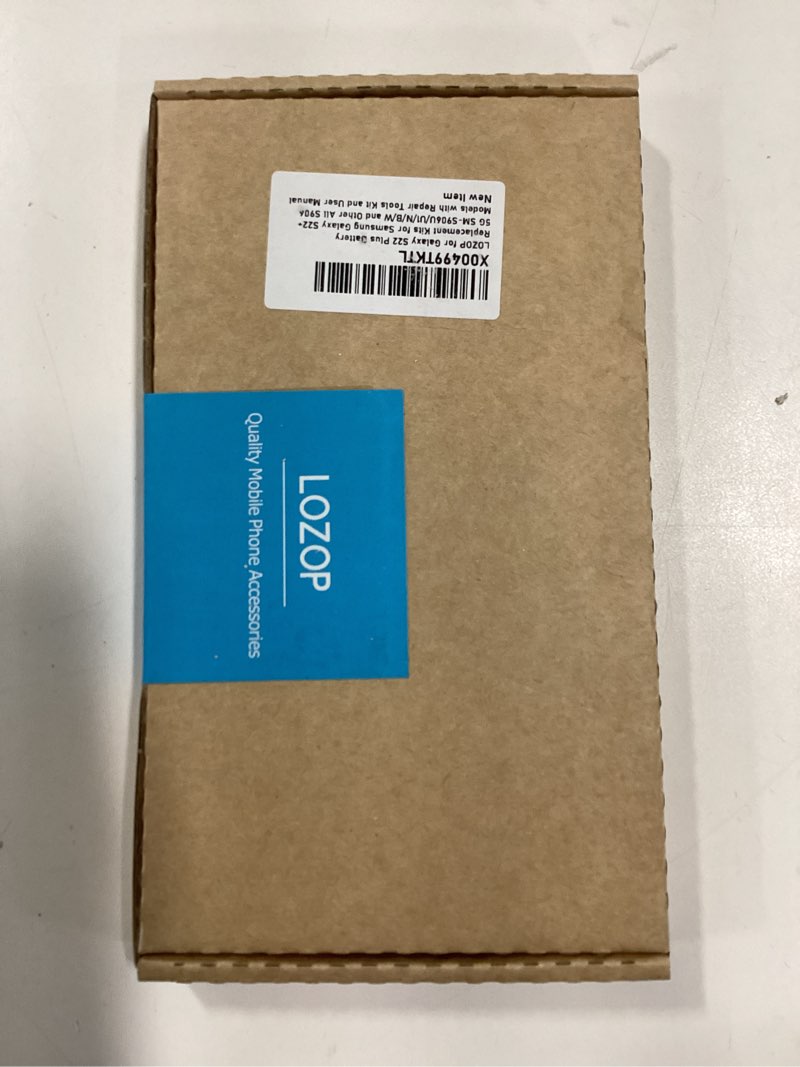 X00499TKTL
LOZOP for Galaxy S22 Plus Battery
Replacement Kits for Samsung Galaxy S22+
5G SM-S906U/U1/N/B/W and Other All S906
Models with Repair Tools Kit and User Manual
New Item
LOZOP
Quality Mobile Phone Accessories